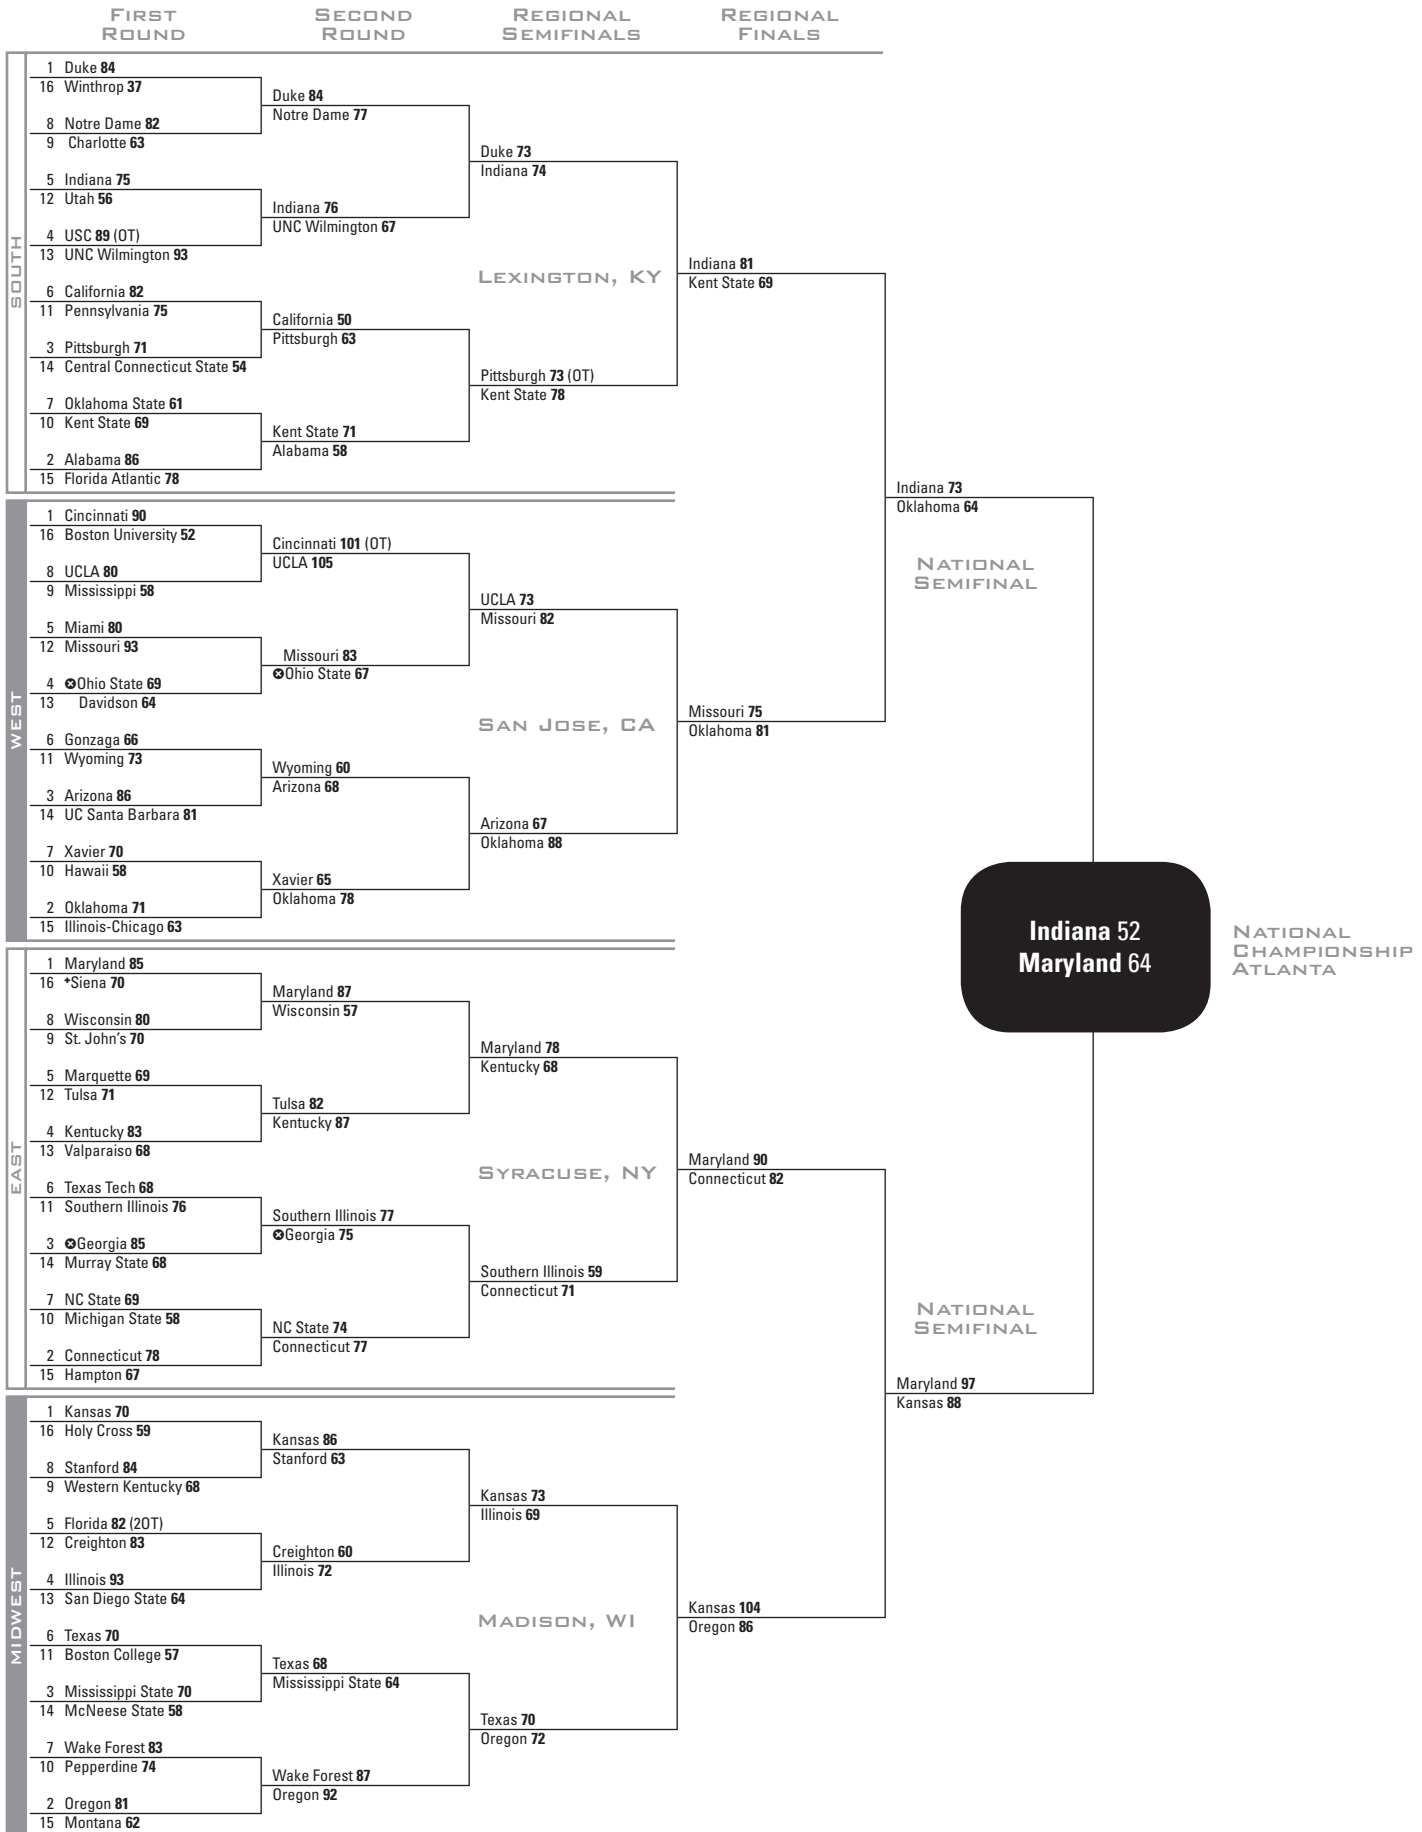 FIRST
ROUND
SECOND
ROUND
REGIONAL
SEMIFINALS
REGIONAL
FINALS
SOUTH
1 Duke 84
16 Winthrop 37
8 Notre Dame 82
9 Charlotte 63
5 Indiana 75
12 Utah 56
4 USC 89 (OT)
13 UNC Wilmington 93
6 California 82
11 Pennsylvania 75
3 Pittsburgh 71
14 Central Connecticut State 54
7 Oklahoma State 61
10 Kent State 69
2 Alabama 86
15 Florida Atlantic 78
Duke 84
Notre Dame 77
Indiana 76
UNC Wilmington 67
California 50
Pittsburgh 63
Kent State 71
Alabama 58
Duke 73
Indiana 74
LEXINGTON, KY
Pittsburgh 73 (OT)
Kent State 78
Indiana 81
Kent State 69
WEST
1 Cincinnati 90
16 Boston University 52
8 UCLA 80
9 Mississippi 58
5 Miami 80
12 Missouri 93
4 ✪Ohio State 69
13 Davidson 64
6 Gonzaga 66
11 Wyoming 73
3 Arizona 86
14 UC Santa Barbara 81
7 Xavier 70
10 Hawaii 58
2 Oklahoma 71
15 Illinois-Chicago 63
Cincinnati 101 (OT)
UCLA 105
Missouri 83
✪Ohio State 67
Wyoming 60
Arizona 68
Xavier 65
Oklahoma 78
UCLA 73
Missouri 82
SAN JOSE, CA
Arizona 67
Oklahoma 88
Missouri 75
Oklahoma 81
Indiana 73
Oklahoma 64
NATIONAL
SEMIFINAL
Indiana 52
Maryland 64
NATIONAL
CHAMPIONSHIP
ATLANTA
EAST
1 Maryland 85
16 +Siena 70
8 Wisconsin 80
9 St. John's 70
5 Marquette 69
12 Tulsa 71
4 Kentucky 83
13 Valparaiso 68
6 Texas Tech 68
11 Southern Illinois 76
3 ✪Georgia 85
14 Murray State 68
7 NC State 69
10 Michigan State 58
2 Connecticut 78
15 Hampton 67
Maryland 87
Wisconsin 57
Tulsa 82
Kentucky 87
Southern Illinois 77
✪Georgia 75
NC State 74
Connecticut 77
Maryland 78
Kentucky 68
SYRACUSE, NY
Southern Illinois 59
Connecticut 71
Maryland 90
Connecticut 82
NATIONAL
SEMIFINAL
Maryland 97
Kansas 88
MIDWEST
1 Kansas 70
16 Holy Cross 59
8 Stanford 84
9 Western Kentucky 68
5 Florida 82 (2OT)
12 Creighton 83
4 Illinois 93
13 San Diego State 64
6 Texas 70
11 Boston College 57
3 Mississippi State 70
14 McNeese State 58
7 Wake Forest 83
10 Pepperdine 74
2 Oregon 81
15 Montana 62
Kansas 86
Stanford 63
Creighton 60
Illinois 72
Texas 68
Mississippi State 64
Wake Forest 87
Oregon 92
Kansas 73
Illinois 69
MADISON, WI
Texas 70
Oregon 72
Kansas 104
Oregon 86